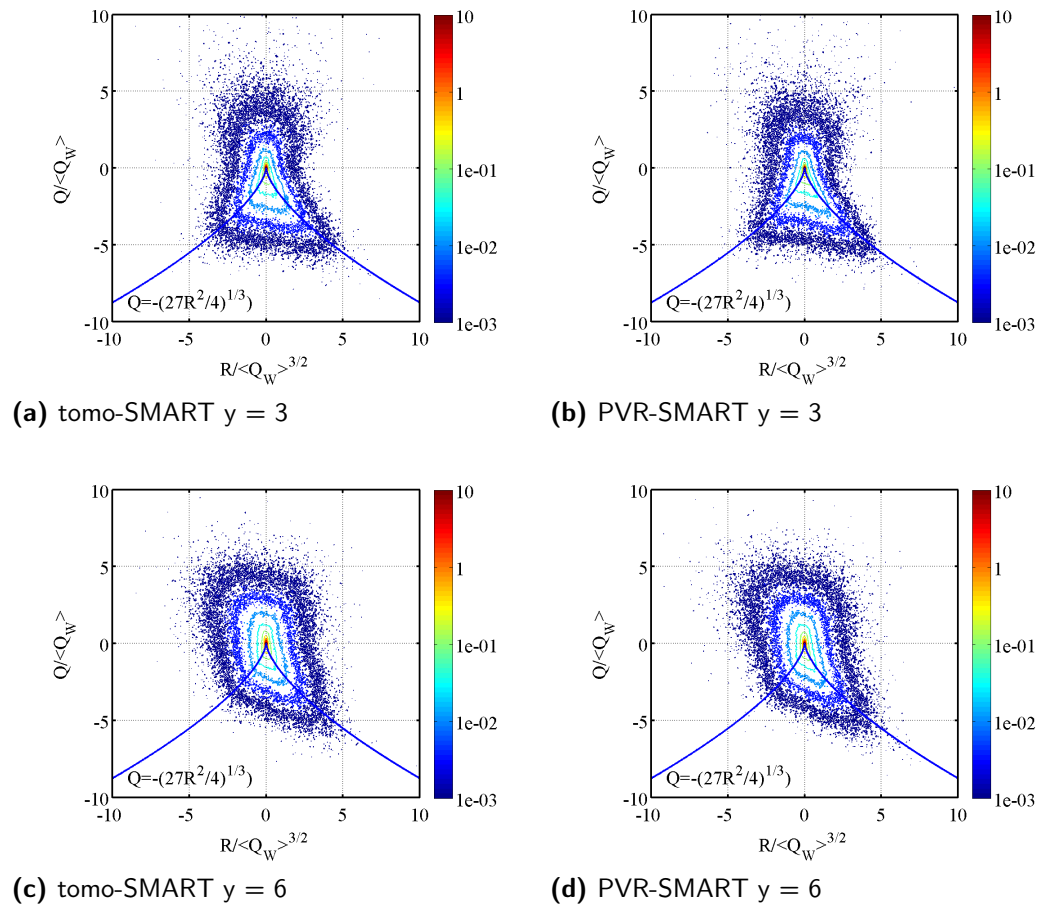 10
5
0
-5
-10
-10
-5
0
5
10
Q/<Q_W>
R/<Q_W>^{3/2}
Q=-(27R^2/4)^{1/3})
10
1
1e-01
1e-02
1e-03
(a) tomo-SMART y = 3
10
5
0
-5
-10
-10
-5
0
5
10
Q/<Q_W>
R/<Q_W>^{3/2}
Q=-(27R^2/4)^{1/3})
10
1
1e-01
1e-02
1e-03
(b) PVR-SMART y = 3
10
5
0
-5
-10
-10
-5
0
5
10
Q/<Q_W>
R/<Q_W>^{3/2}
Q=-(27R^2/4)^{1/3})
10
1
1e-01
1e-02
1e-03
(c) tomo-SMART y = 6
10
5
0
-5
-10
-10
-5
0
5
10
Q/<Q_W>
R/<Q_W>^{3/2}
Q=-(27R^2/4)^{1/3})
10
1
1e-01
1e-02
1e-03
(d) PVR-SMART y = 6